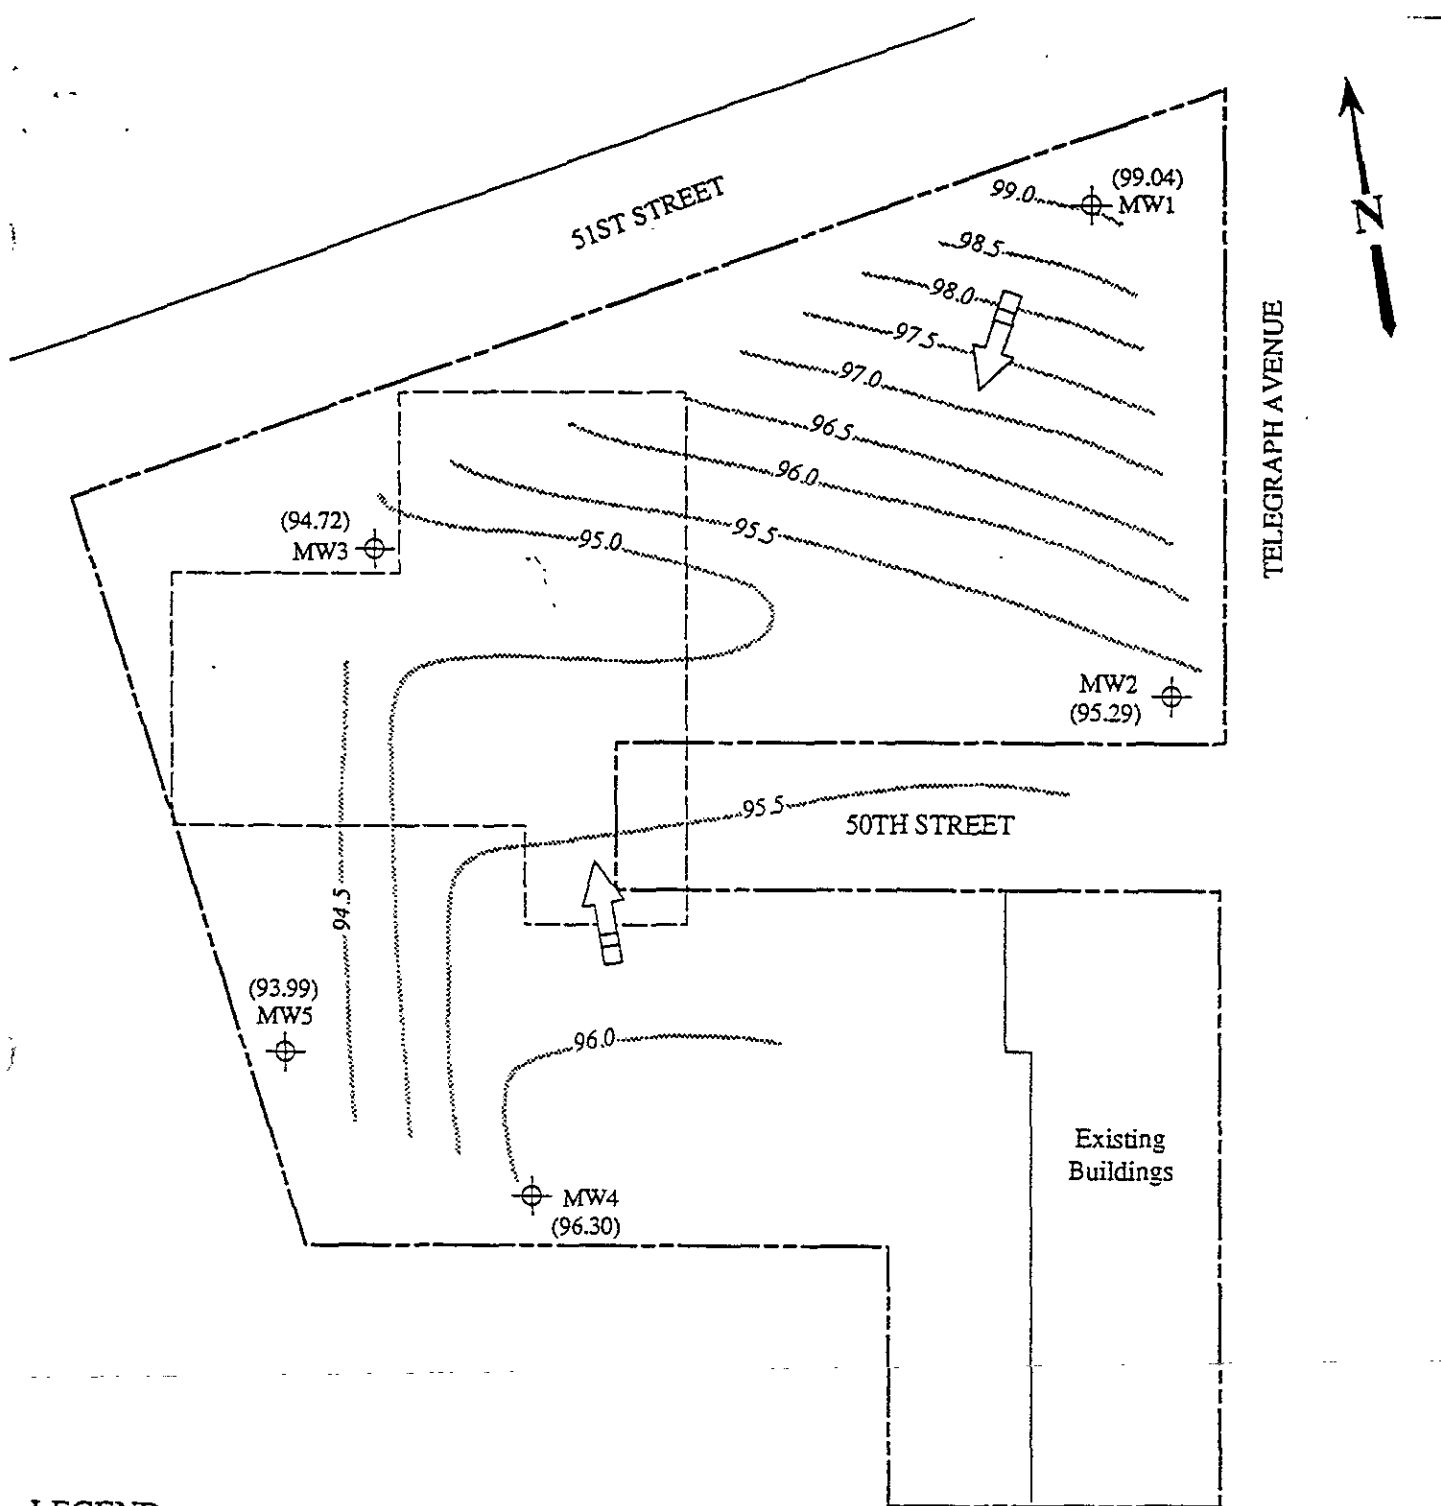 51ST STREET
(99.04)
MW1
99.0
98.5
98.0
97.5
97.0
96.5
96.0
95.5
95.0
N
TELEGRAPH AVENUE
(94.72)
MW3
MW2
(95.29)
95.5
50TH STREET
94.5
(93.99)
MW5
96.0
MW4
(96.30)
Existing
Buildings
LEGEND